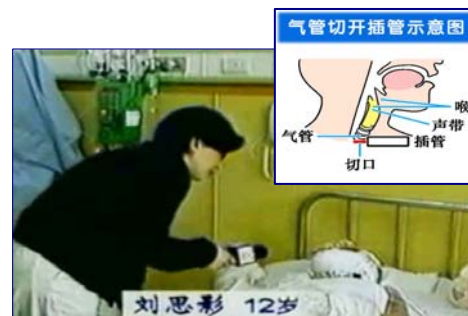 气管切开插管示意图
喉
声带
气管
插管
切口
刘思影 12岁